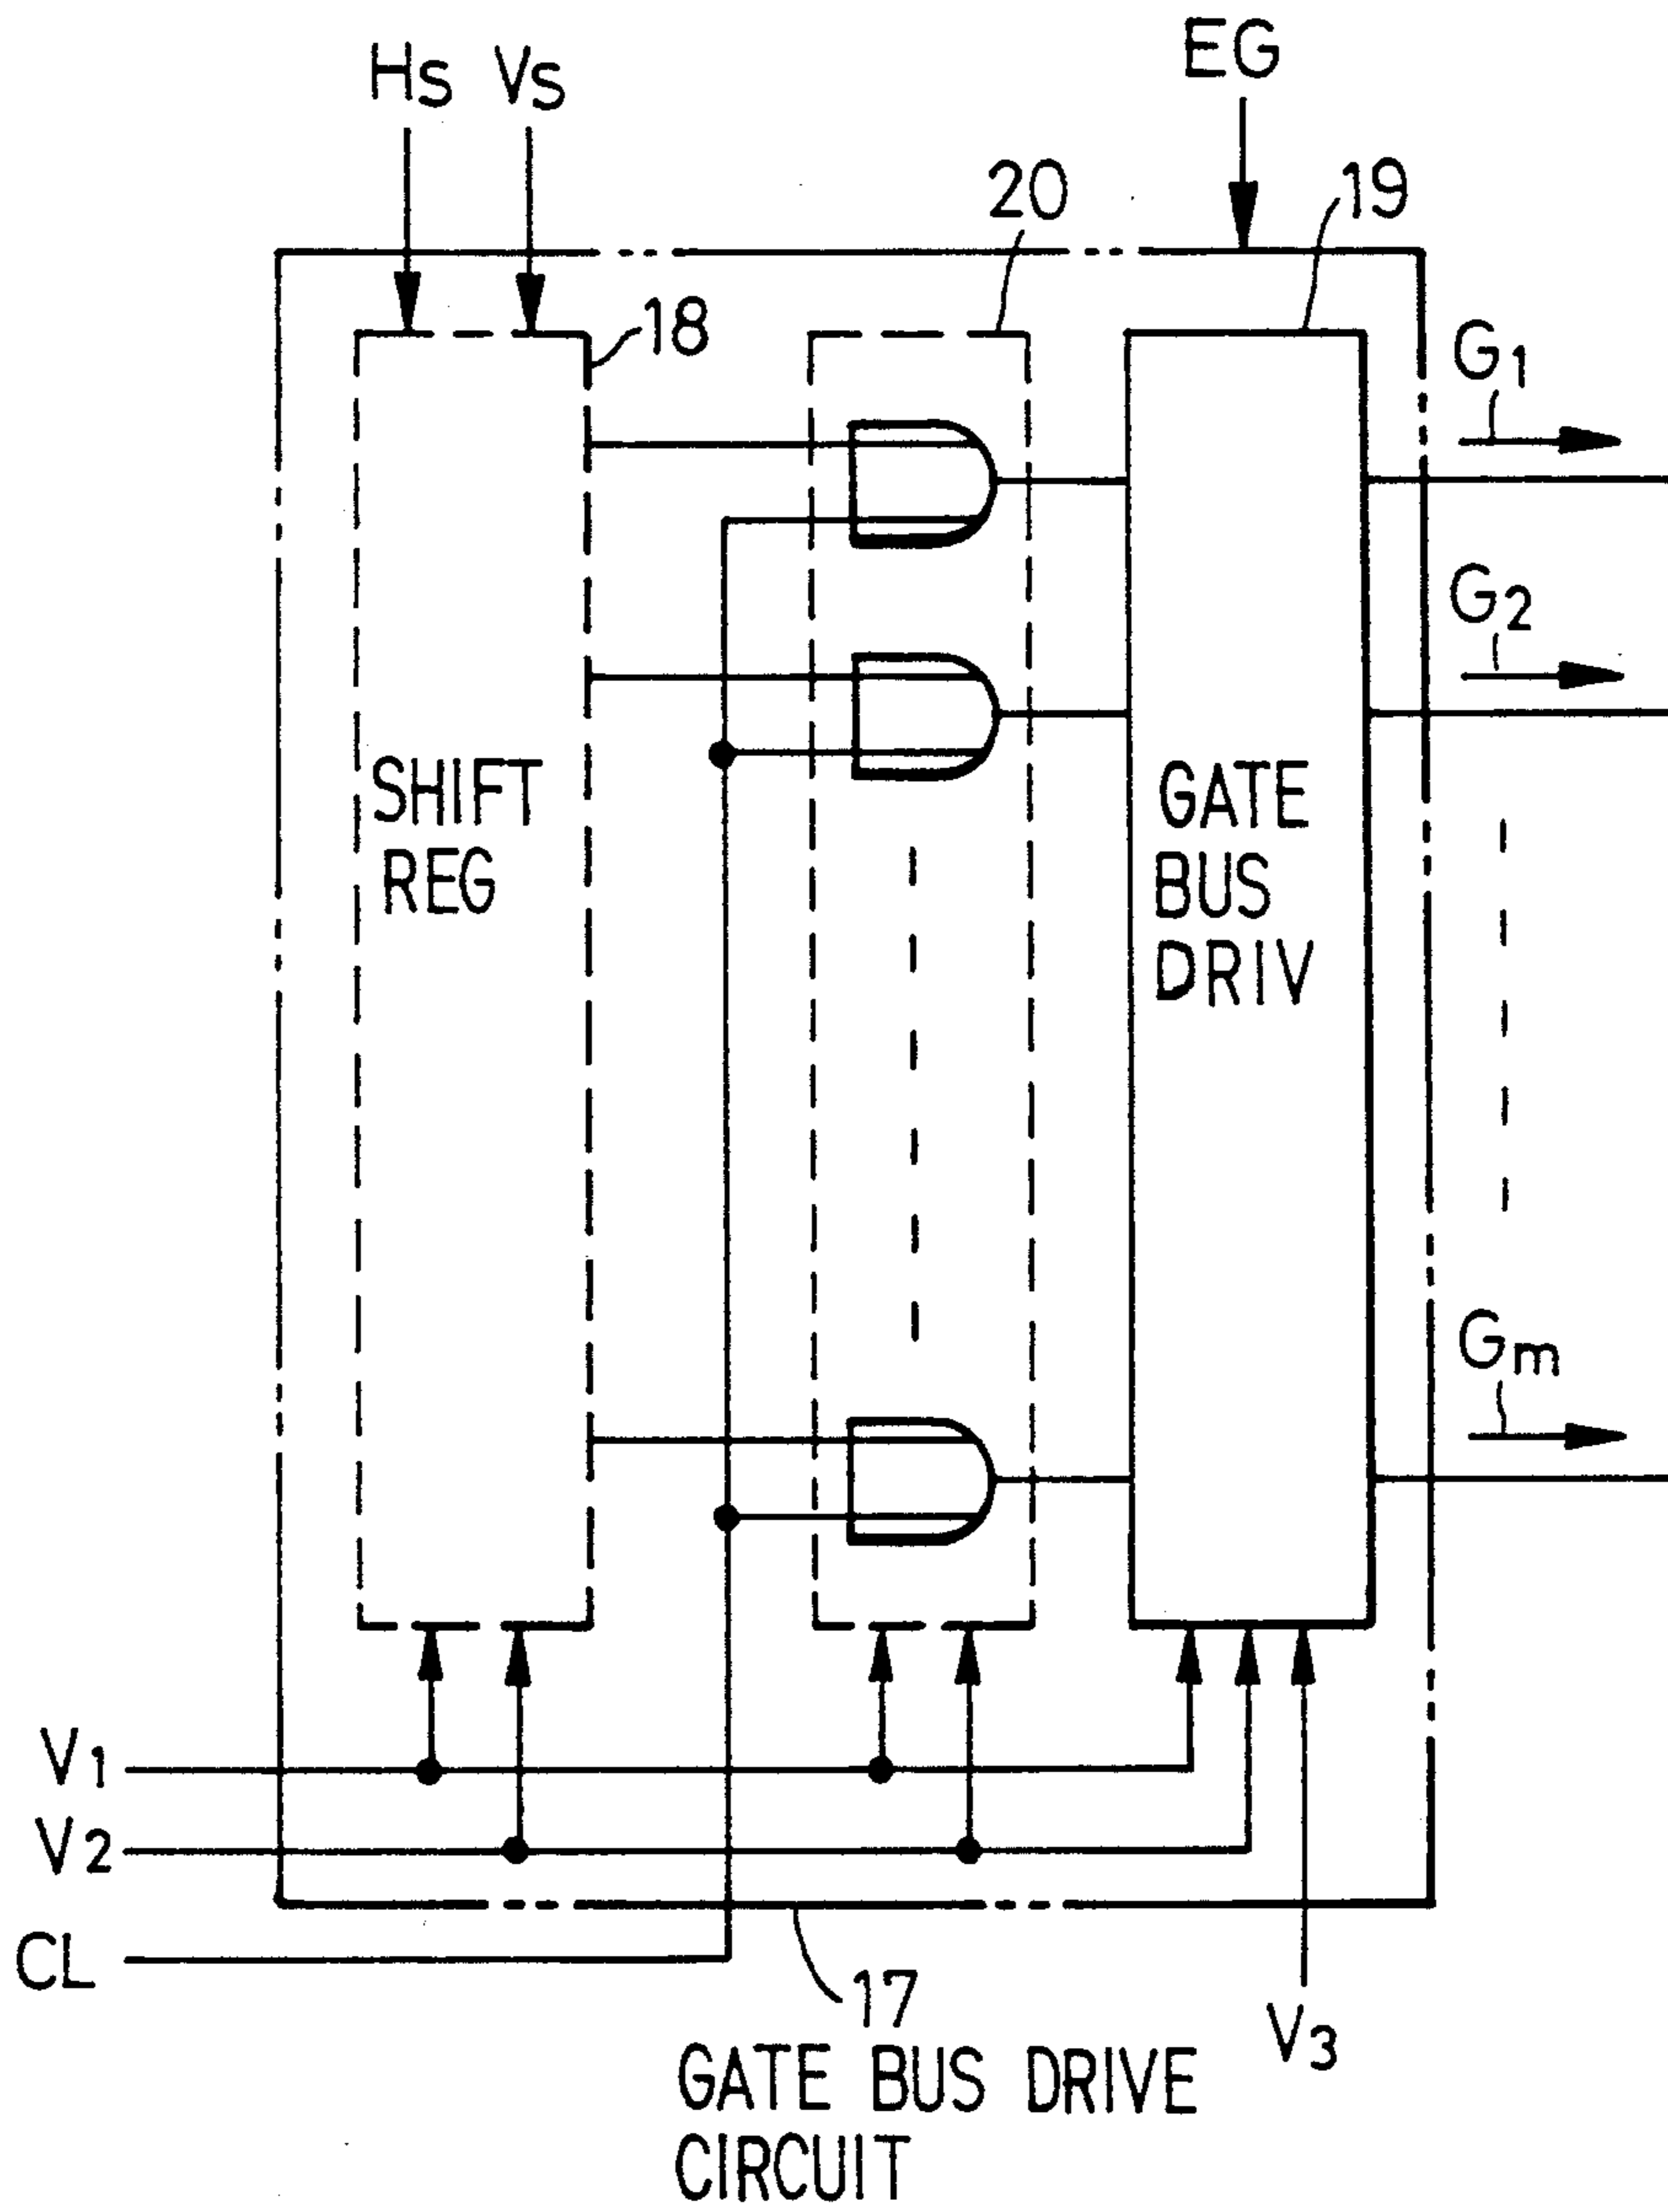 Hs Vs
EG
20
19
18
G1
G2
SHIFT
REG
GATE
BUS
DRIV
Gm
V1
V2
CL
17
V3
GATE BUS DRIVE
CIRCUIT